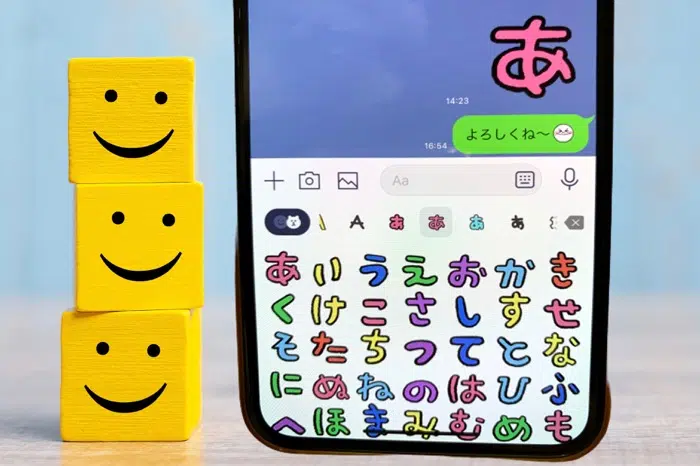 あ
14:23
よろしくね〜
16:54
Aa
A あ あ あ あ
あ い う え お か き
く け こ さ し す せ
そ た ち つ て と な
に ぬ ね の は ひ ふ
へ ほ ま み む め も